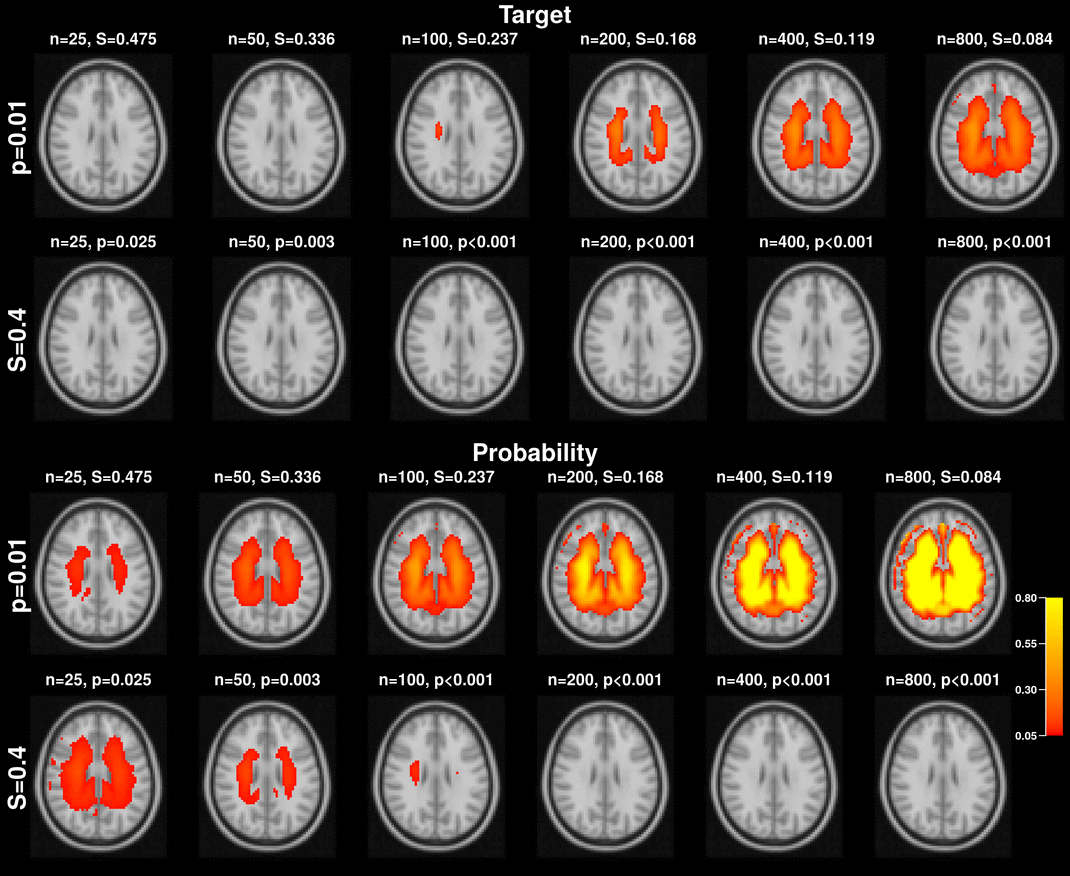 Target
n=25, S=0.475 n=50, S=0.336 n=100, S=0.237 n=200, S=0.168 n=400, S=0.119 n=800, S=0.084
p=0.01
n=25, p=0.025 n=50, p=0.003 n=100, p<0.001 n=200, p<0.001 n=400, p<0.001 n=800, p<0.001
S=0.4
Probability
n=25, S=0.475 n=50, S=0.336 n=100, S=0.237 n=200, S=0.168 n=400, S=0.119 n=800, S=0.084
p=0.01
n=25, p=0.025 n=50, p=0.003 n=100, p<0.001 n=200, p<0.001 n=400, p<0.001 n=800, p<0.001
S=0.4
0.80
0.55
0.30
0.05